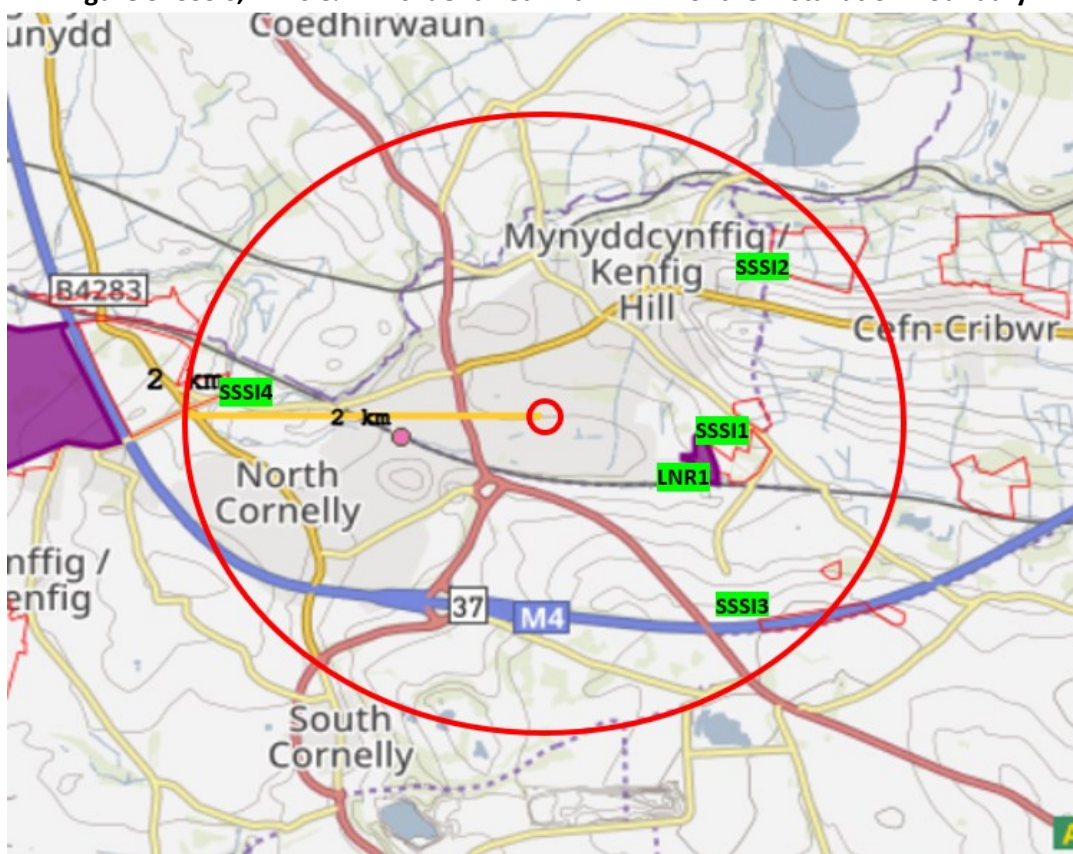 Coedhirwaun
unydd
Mynyddcynffig /
Kenfig
Hill
SSSI2
B4283
Cefn Cribwr
2 km
SSSI4
2 km
SSSI1
LNR1
North
Cornelly
nffig /
enfig
37
M4
SSSI3
South
Cornelly
A